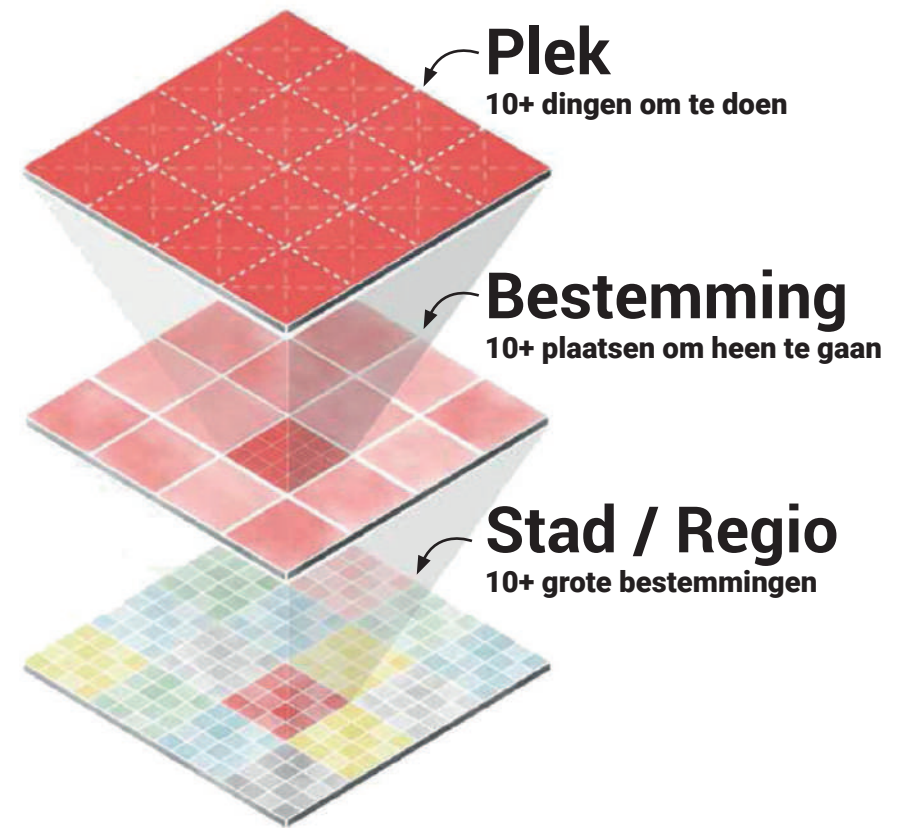 Plek
10+ dingen om te doen
Bestemming
10+ plaatsen om heen te gaan
Stad / Regio
10+ grote bestemmingen